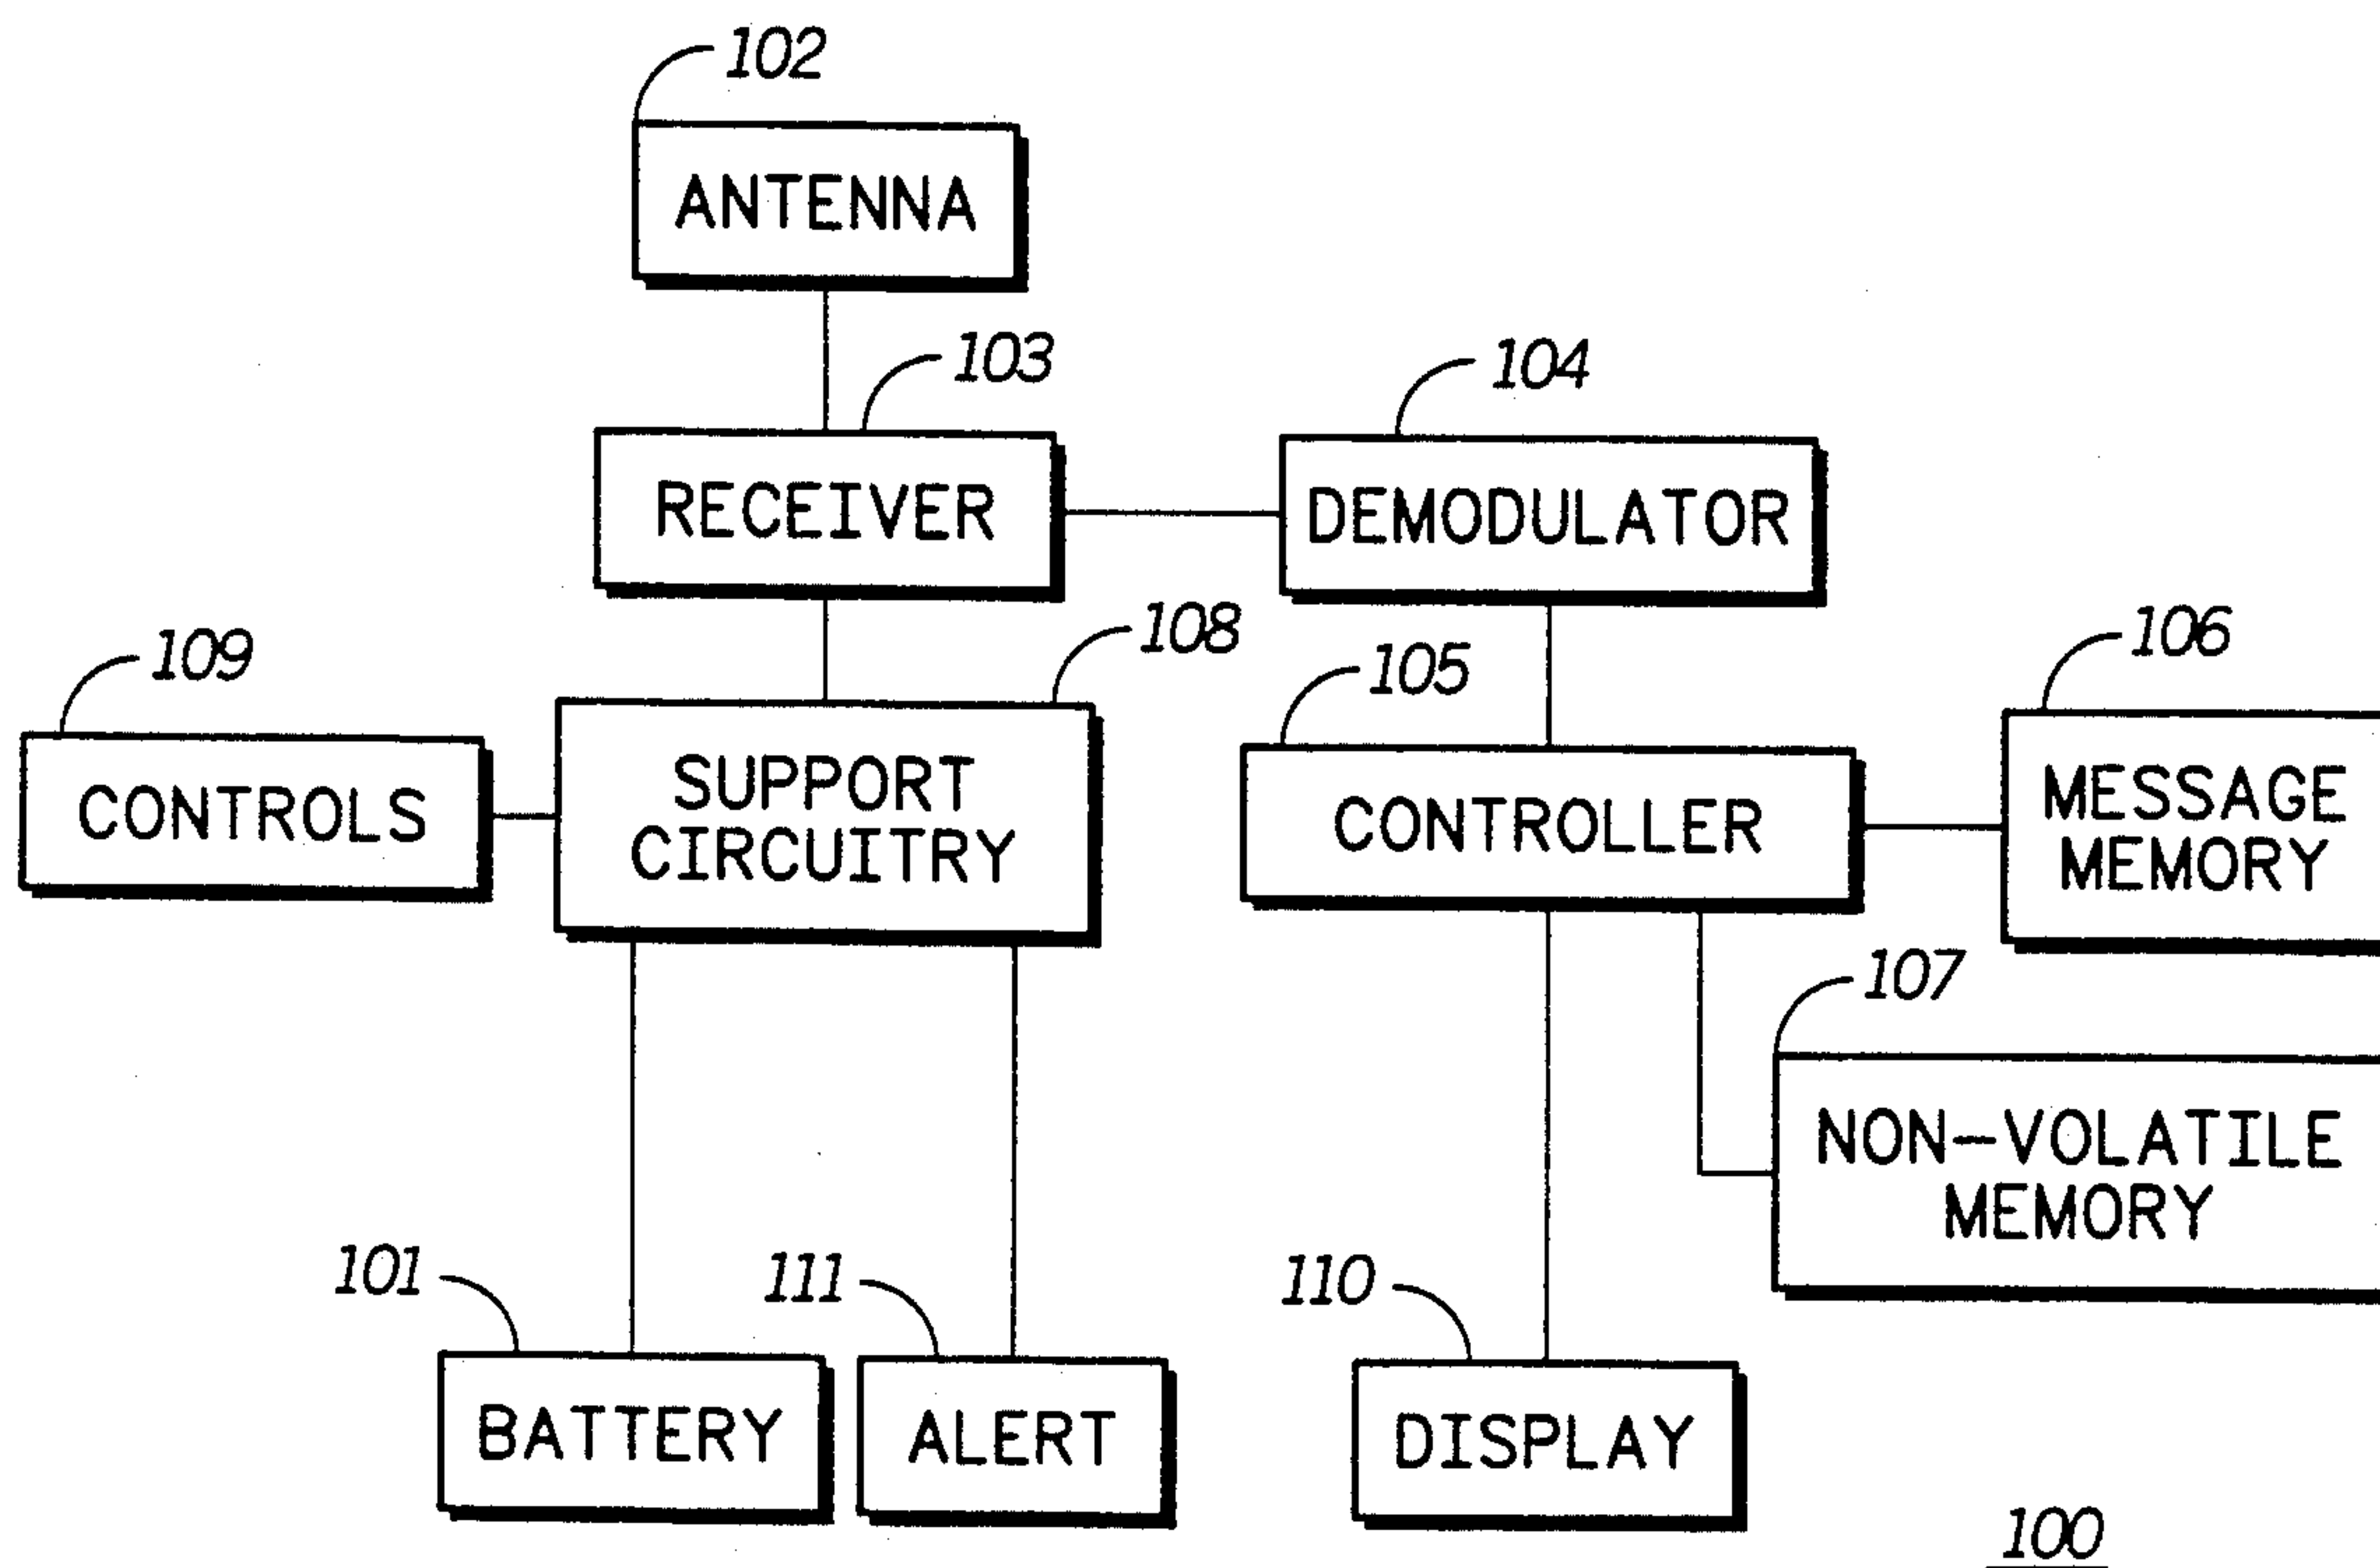 102
ANTENNA
103
104
RECEIVER
DEMODULATOR
109
108
105
106
CONTROLS
SUPPORT
CIRCUITRY
CONTROLLER
MESSAGE
MEMORY
107
NON-VOLATILE
MEMORY
101
111
110
BATTERY
ALERT
DISPLAY
100